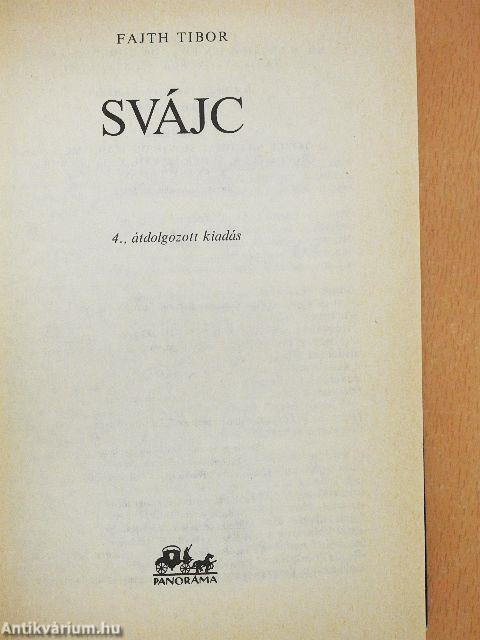 FAJTH TIBOR
SVÁJC
4., átdolgozott kiadás
PANORÁMA
Antikvárium.hu